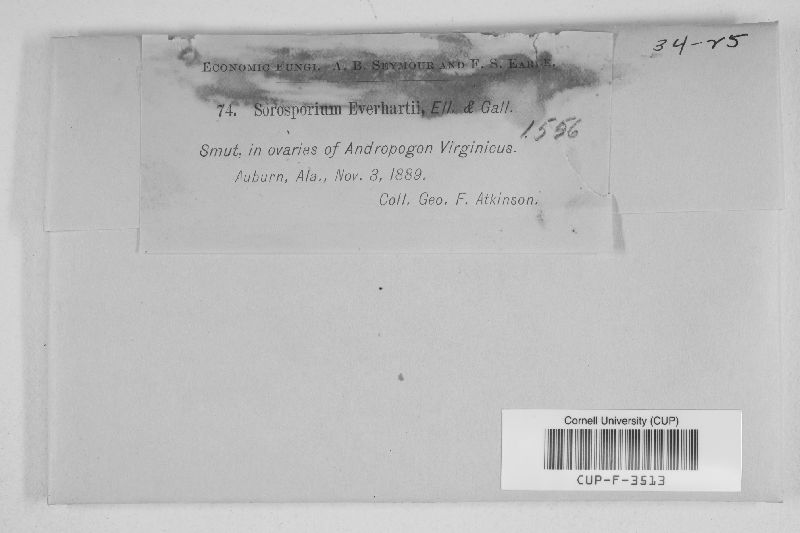 34-25
ECONOMIC FUNGI. A. B. SEYMOUR AND F. S. EARLE.
74. Sorosporium Everhartii, Ell. & Gall.
1556
Smut, in ovaries of Andropogon Virginicus.
Auburn, Ala., Nov. 3, 1889.
Coll. Geo. F. Atkinson.
Cornell University (CUP)
CUP-F-3513